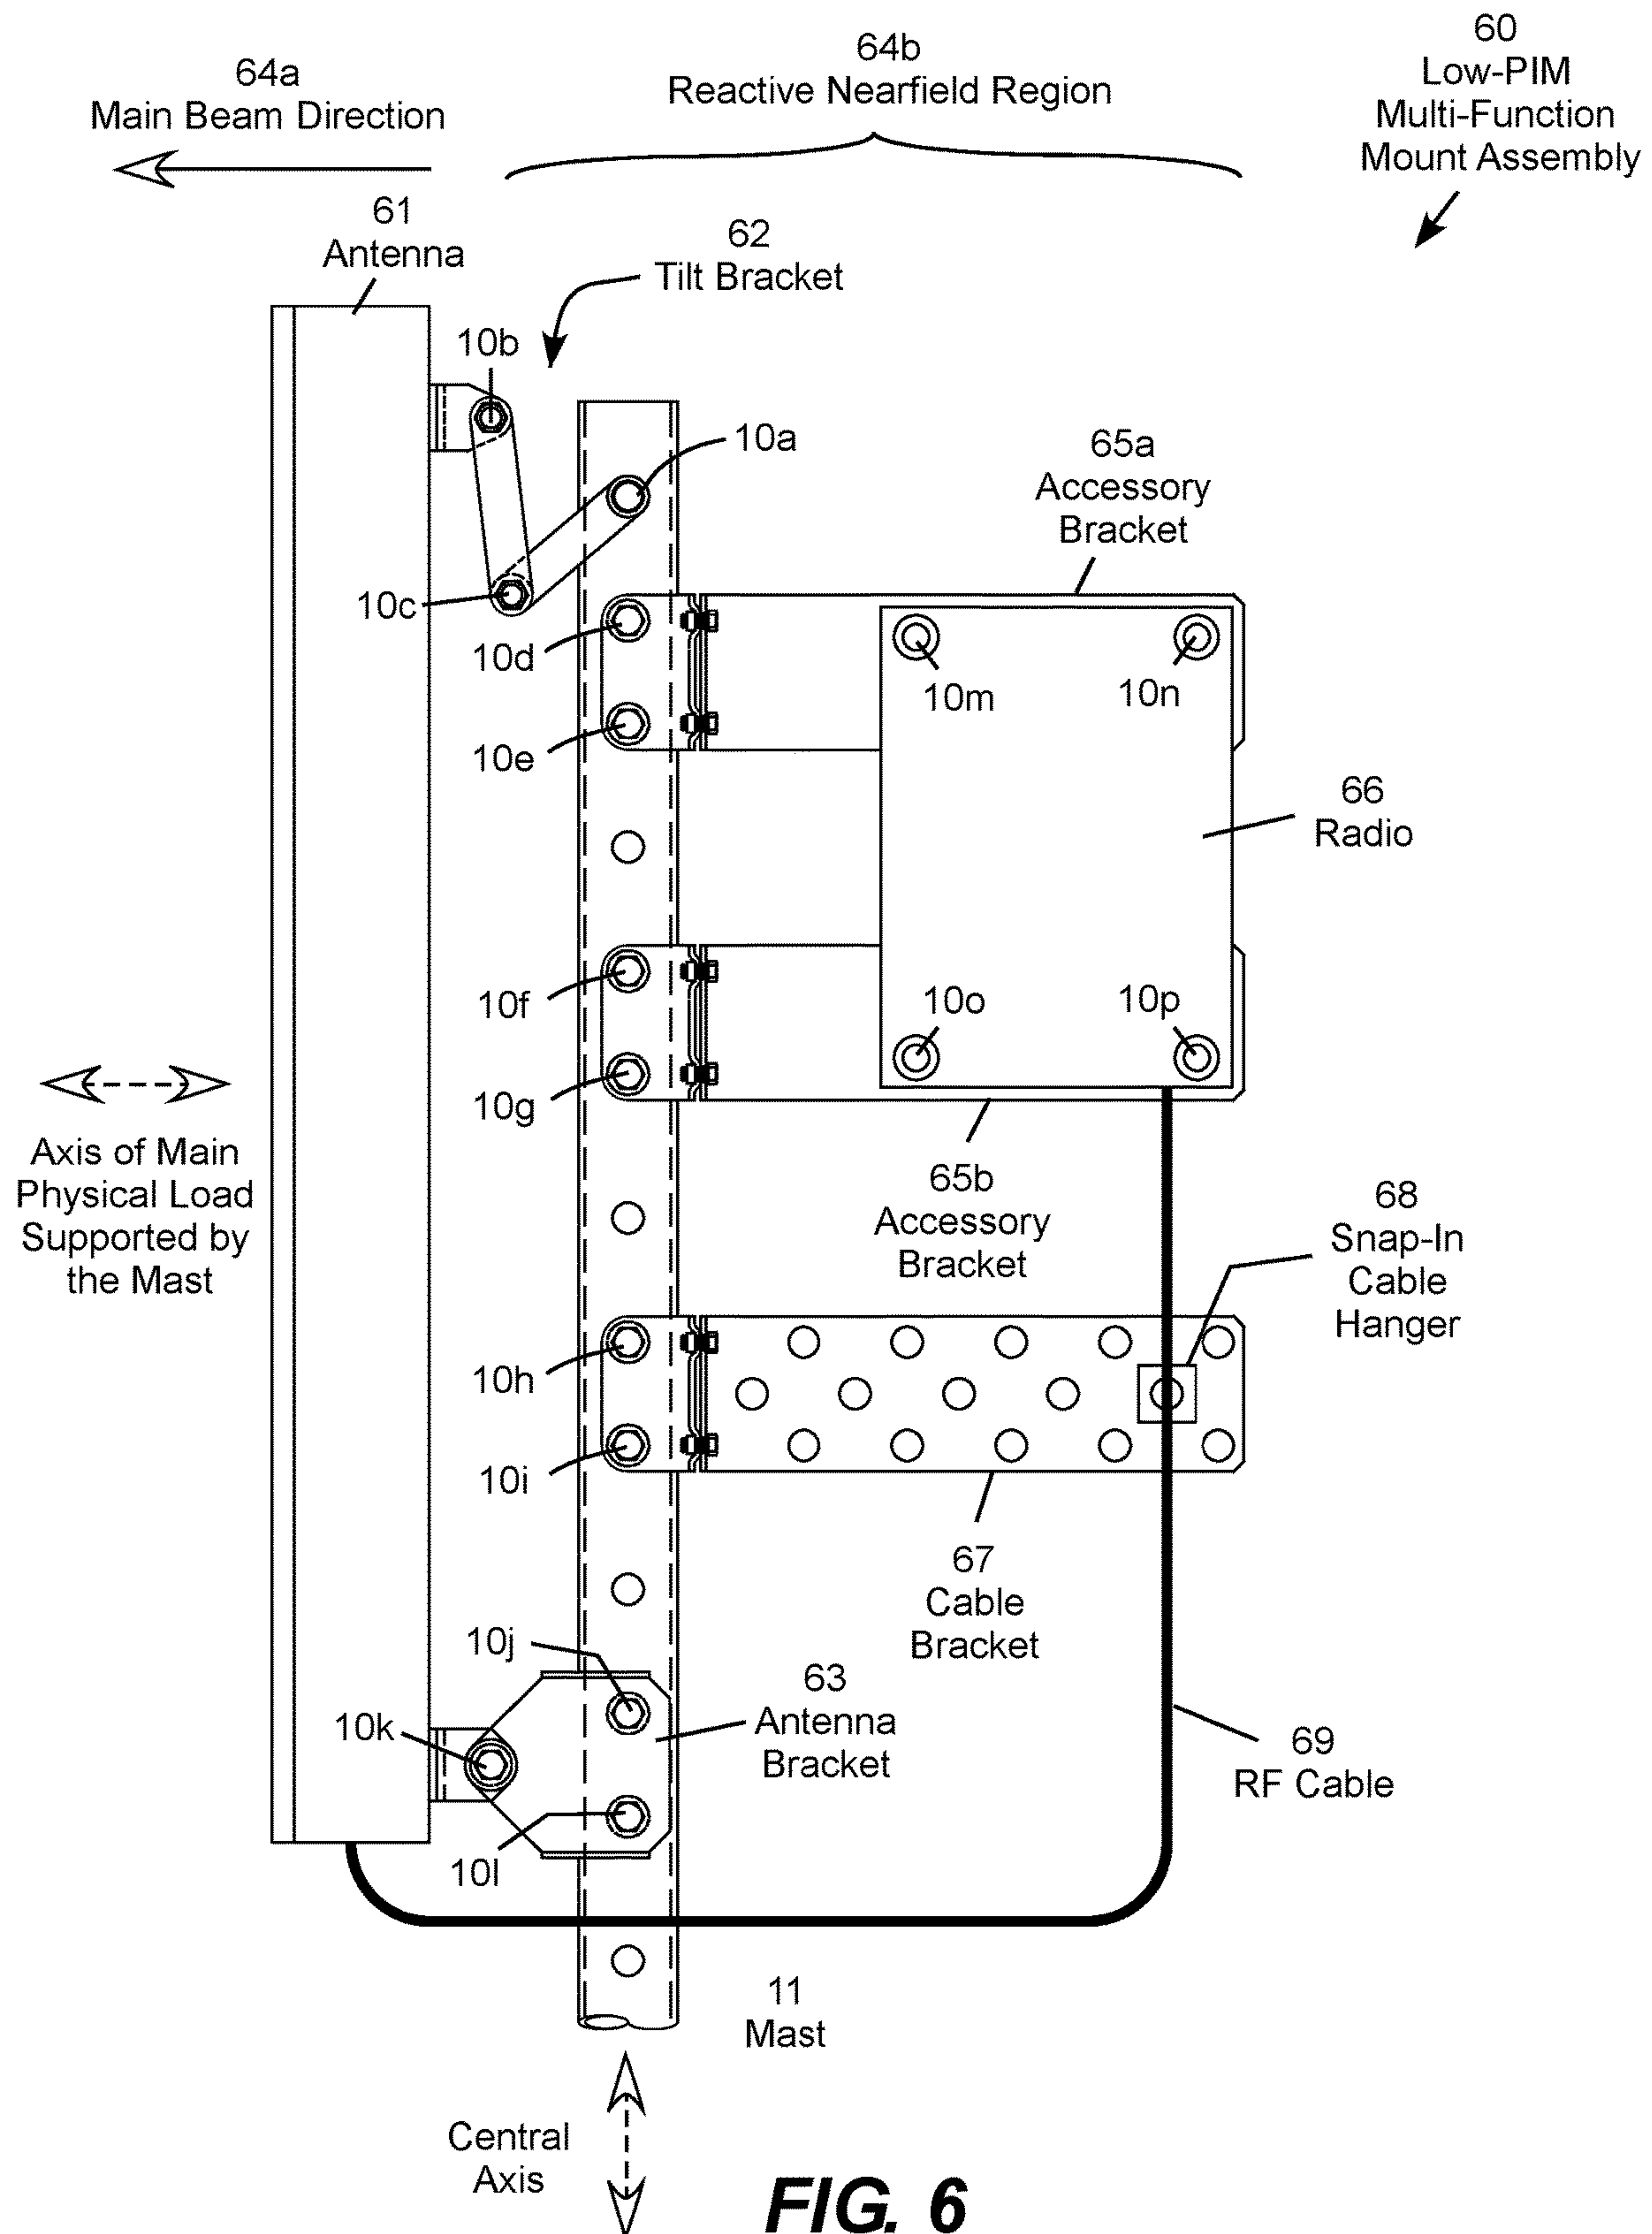 60
Low-PIM
Multi-Function
Mount Assembly
64b
Reactive Nearfield Region
64a
Main Beam Direction
61
Antenna
62
Tilt Bracket
10b
10a
65a
Accessory
Bracket
10c
10d
10m
10n
10e
66
Radio
10f
10o
10p
10g
Axis of Main
Physical Load
Supported by
the Mast
65b
Accessory
Bracket
68
Snap-In
Cable
Hanger
10h
10i
67
Cable
Bracket
10j
63
Antenna
Bracket
10k
69
RF Cable
10l
11
Mast
Central
Axis
FIG. 6